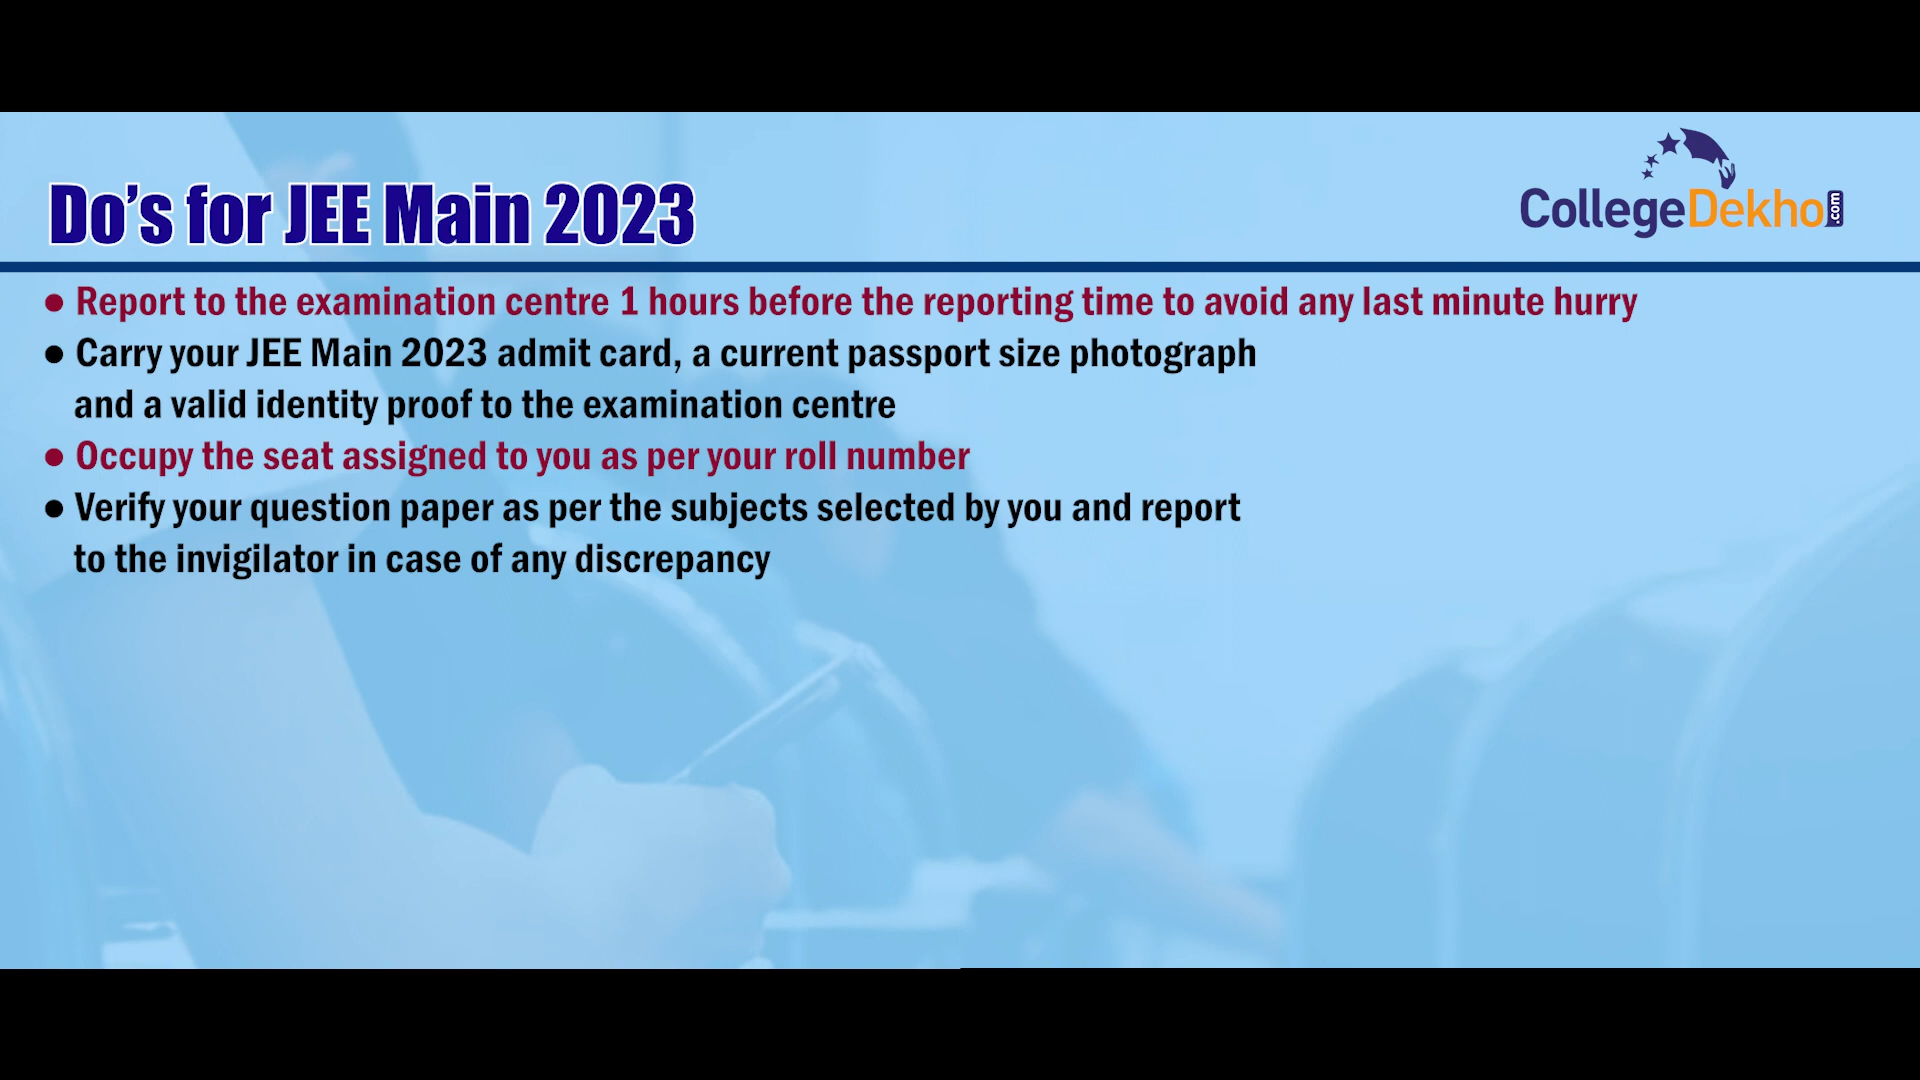 Do's for JEE Main 2023
CollegeDekho.com
● Report to the examination centre 1 hours before the reporting time to avoid any last minute hurry
● Carry your JEE Main 2023 admit card, a current passport size photograph
and a valid identity proof to the examination centre
● Occupy the seat assigned to you as per your roll number
● Verify your question paper as per the subjects selected by you and report
to the invigilator in case of any discrepancy